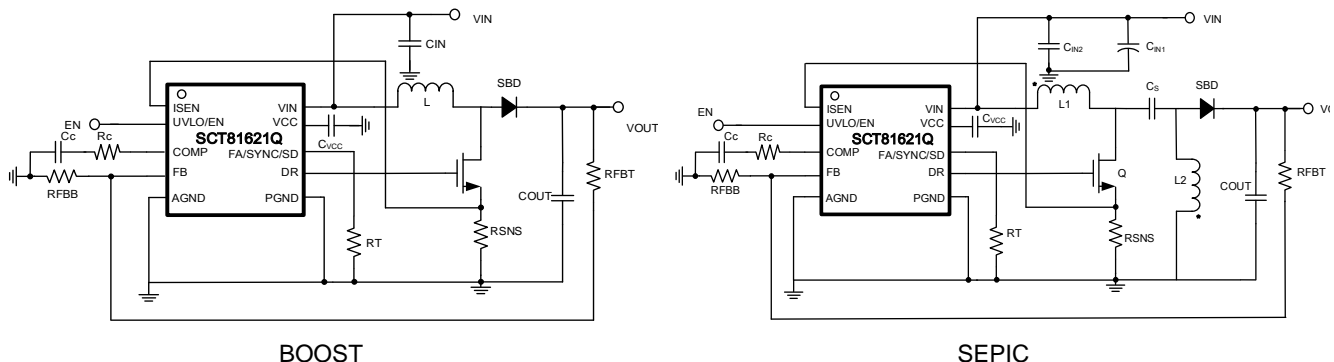 VIN
CIN
L
SBD
ISEN
UVLO/EN
SCT81621Q
COMP
FB
AGND
VIN
VCC
FA/SYNC/SD
DR
PGND
EN
Cc
Rc
RFBB
CVCC
RT
RSNS
COUT
VOUT
RFBT
BOOST
VIN
CIN2
CIN1
L1
CS
SBD
ISEN
UVLO/EN
SCT81621Q
COMP
FB
AGND
VIN
VCC
FA/SYNC/SD
DR
PGND
EN
Cc
Rc
RFBB
CVCC
Q
RT
RSNS
L2
COUT
RFBT
SEPIC